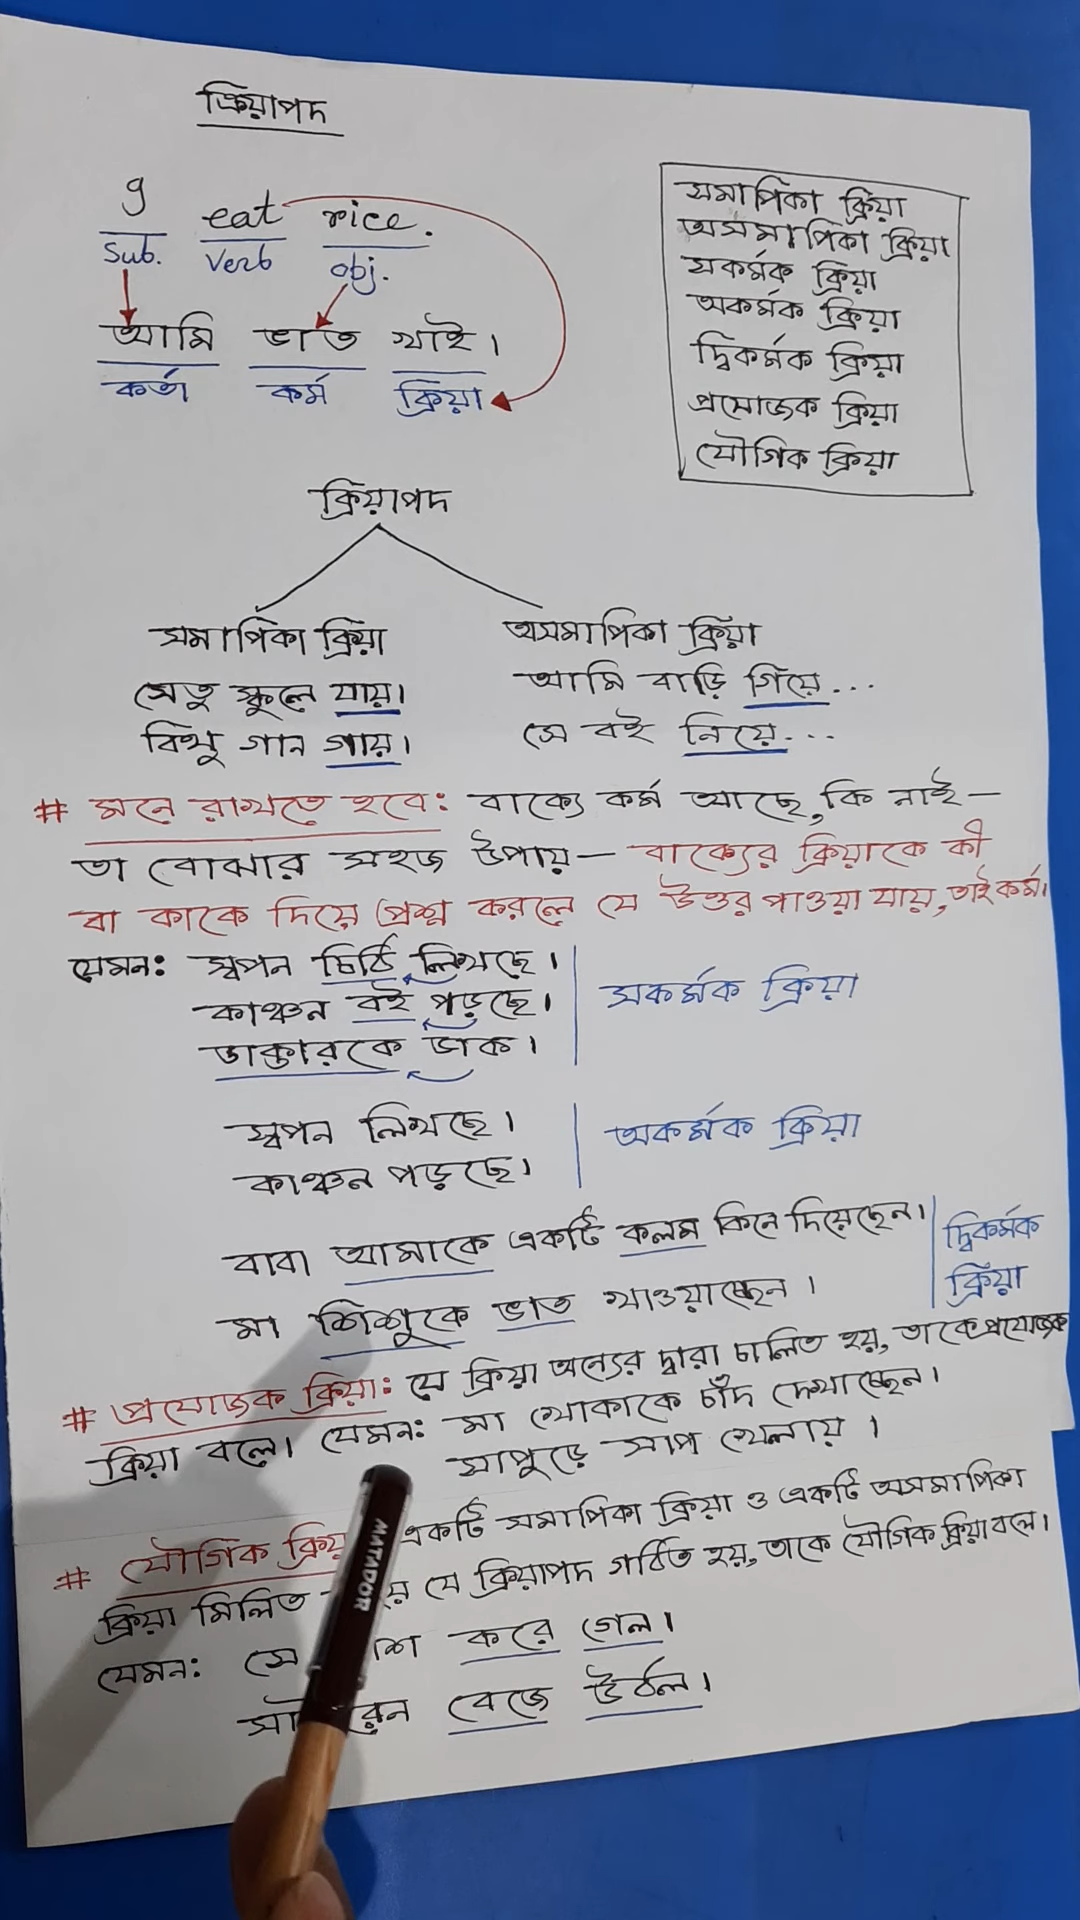 ক্রিয়াপদ
I eat rice.
Sub. Verb obj.
আমি ভাত খাই।
কর্তা কর্ম ক্রিয়া
সমাপিকা ক্রিয়া
অসমাপিকা ক্রিয়া
সকর্মক ক্রিয়া
অকর্মক ক্রিয়া
দ্বিকর্মক ক্রিয়া
প্রযোজক ক্রিয়া
যৌগিক ক্রিয়া
ক্রিয়াপদ
সমাপিকা ক্রিয়া অসমাপিকা ক্রিয়া
সেতু স্কুলে যায়। আমি বাড়ি গিয়ে...
বিথু গান গায়। সে বই নিয়ে...
# মনে রাখতে হবে: বাক্যে কর্ম আছে, কি নাই—
তা বোঝার সহজ উপায়— বাক্যের ক্রিয়াকে কী
বা কাকে দিয়ে প্রশ্ন করলে যে উত্তর পাওয়া যায়, তাই কর্ম।
যেমন: স্বপন চিঠি লিখছে।
কাঞ্চন বই পড়ছে। সকর্মক ক্রিয়া
ডাক্তারকে ডাক।
স্বপন লিখছে। অকর্মক ক্রিয়া
কাঞ্চন পড়ছে।
বাবা আমাকে একটি কলম কিনে দিয়েছেন। দ্বিকর্মক
মা শিশুকে ভাত খাওয়াচ্ছেন। ক্রিয়া
# প্রযোজক ক্রিয়া: যে ক্রিয়া অন্যের দ্বারা চালিত হয়, তাকে প্রযোজক
ক্রিয়া বলে। যেমন: মা খোকাকে চাঁদ দেখাচ্ছেন।
সাপুড়ে সাপ খেলায়।
# যৌগিক ক্রিয়া একটি সমাপিকা ক্রিয়া ও একটি অসমাপিকা
ক্রিয়া মিলিত যে ক্রিয়াপদ গঠিত হয়, তাকে যৌগিক ক্রিয়া বলে।
যেমন: সে করে গেল।
বেজে উঠল।
MATADOR